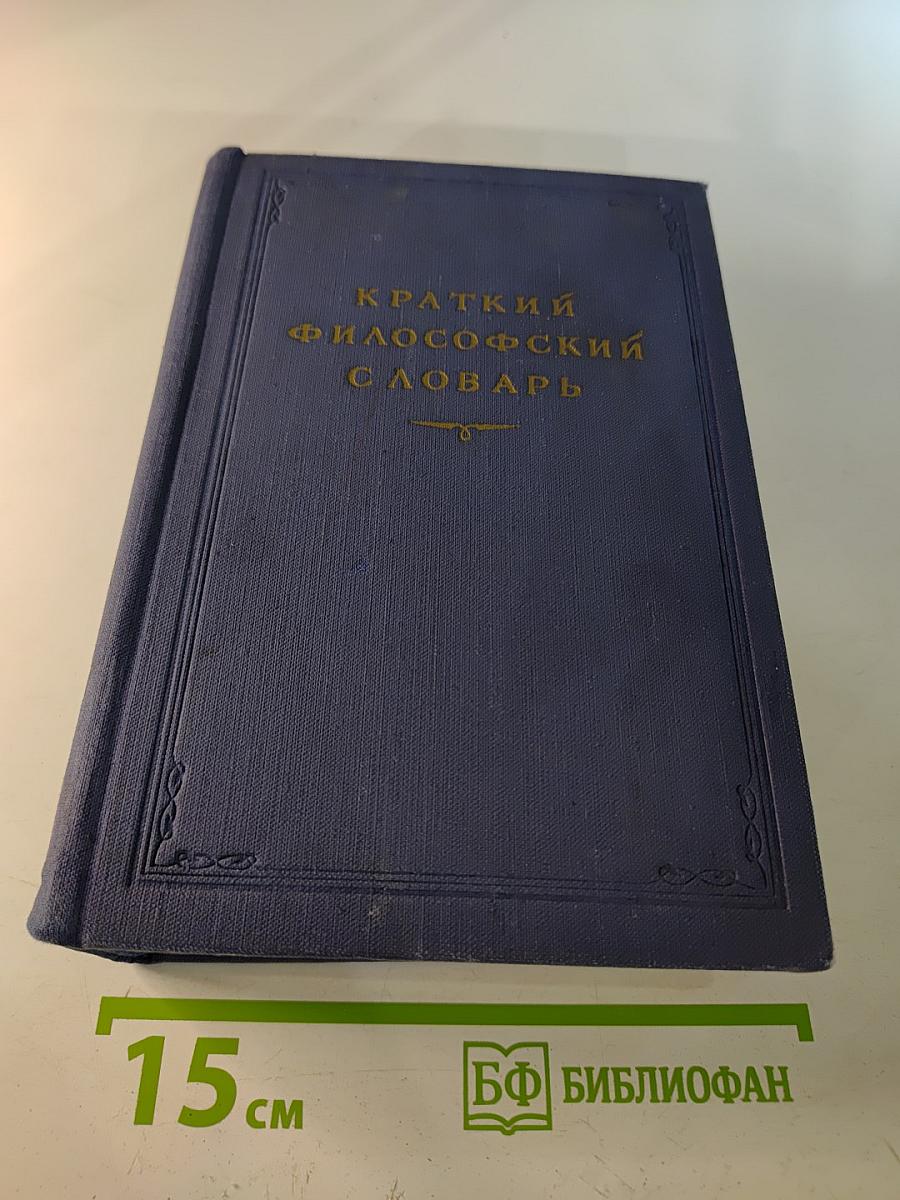 КРАТКИЙ
ФИЛОСОФСКИЙ
СЛОВАРЬ
15 см
БФ БИБЛИОФАН